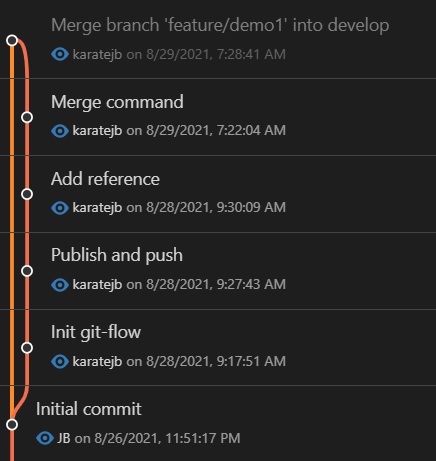 Merge branch 'feature/demo1' into develop
karatejb on 8/29/2021, 7:28:41 AM
Merge command
karatejb on 8/29/2021, 7:22:04 AM
Add reference
karatejb on 8/28/2021, 9:30:09 AM
Publish and push
karatejb on 8/28/2021, 9:27:43 AM
Init git-flow
karatejb on 8/28/2021, 9:17:51 AM
Initial commit
JB on 8/26/2021, 11:51:17 PM